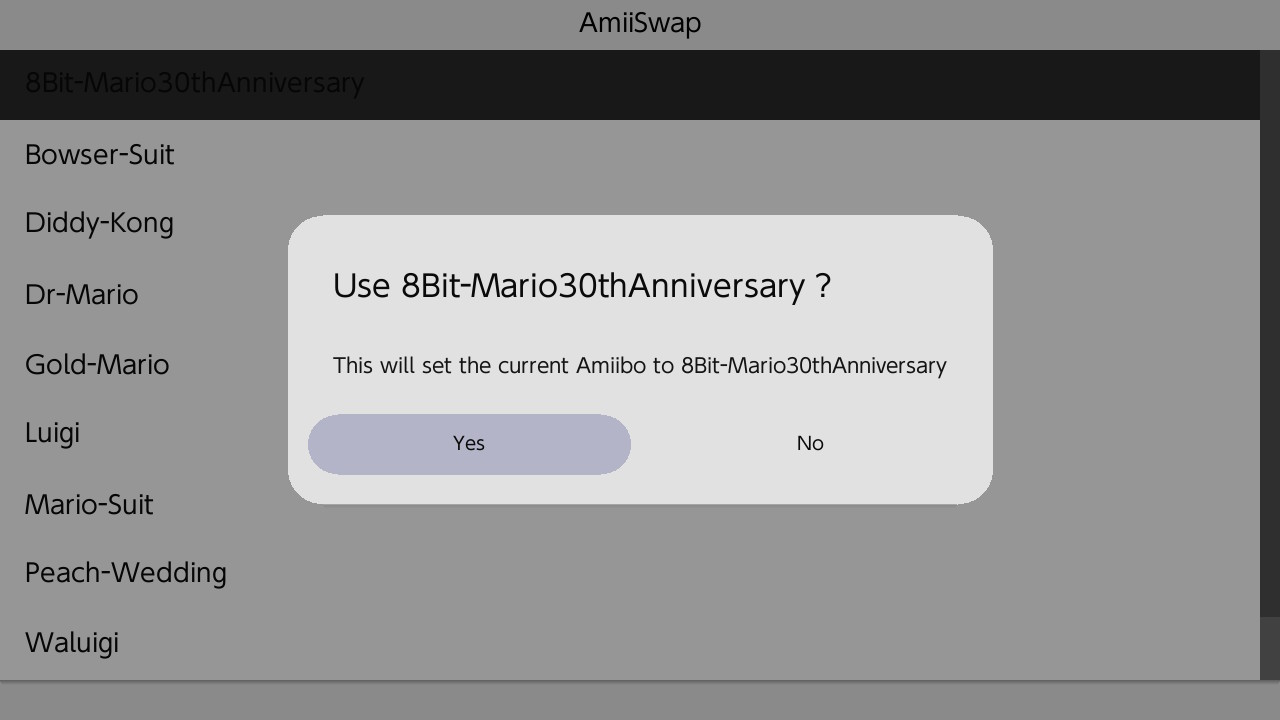 AmiiSwap
8Bit-Mario30thAnniversary
Bowser-Suit
Diddy-Kong
Dr-Mario
Gold-Mario
Luigi
Mario-Suit
Peach-Wedding
Waluigi
Use 8Bit-Mario30thAnniversary ?
This will set the current Amiibo to 8Bit-Mario30thAnniversary
Yes
No